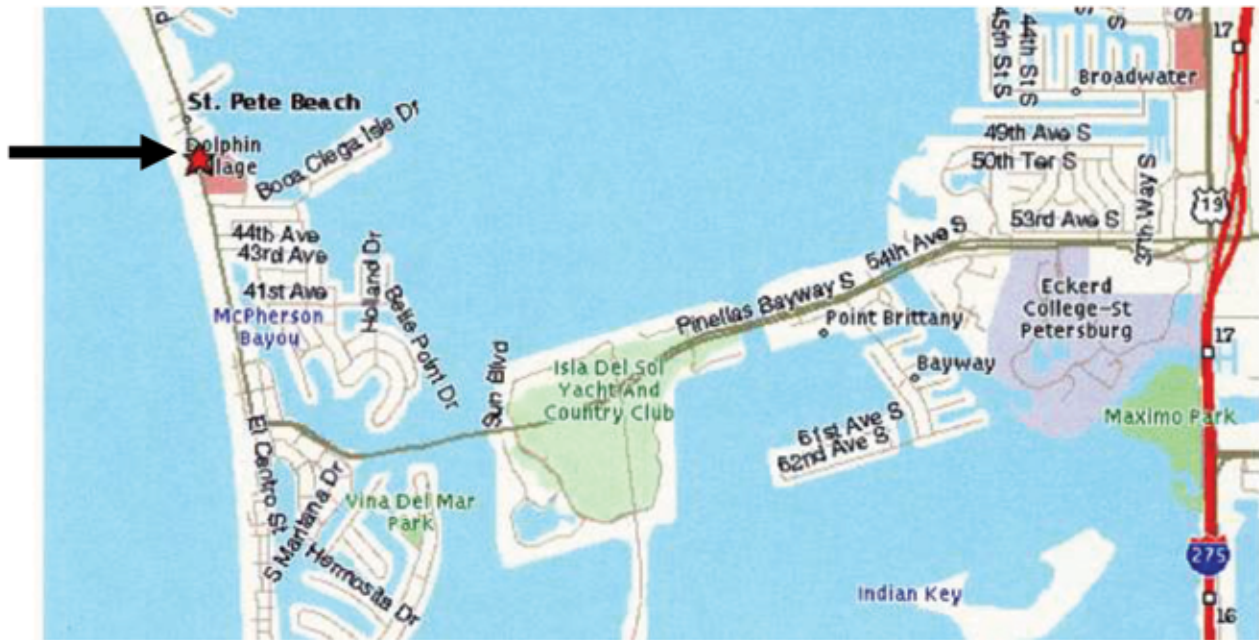 St. Pete Beach
Dolphin
Village
Boca Ciega Isle Dr
44th Ave
43rd Ave
41st Ave
McPherson
Bayou
Holland Dr
Belle Point Dr
El Centro St
S Maritana Dr
Hermosita Dr
Vina Del Mar
Park
Sun Blvd
Isla Del Sol
Yacht And
Country Club
Pinellas Bayway S
54th Ave S
Point Brittany
Bayway
61st Ave S
62nd Ave S
45th St S
44th St S
S
S
17
Broadwater
49th Ave S
50th Ter S
53rd Ave S
37th Way S
19
Eckerd
College-St
Petersburg
17
Maximo Park
275
Indian Key
16